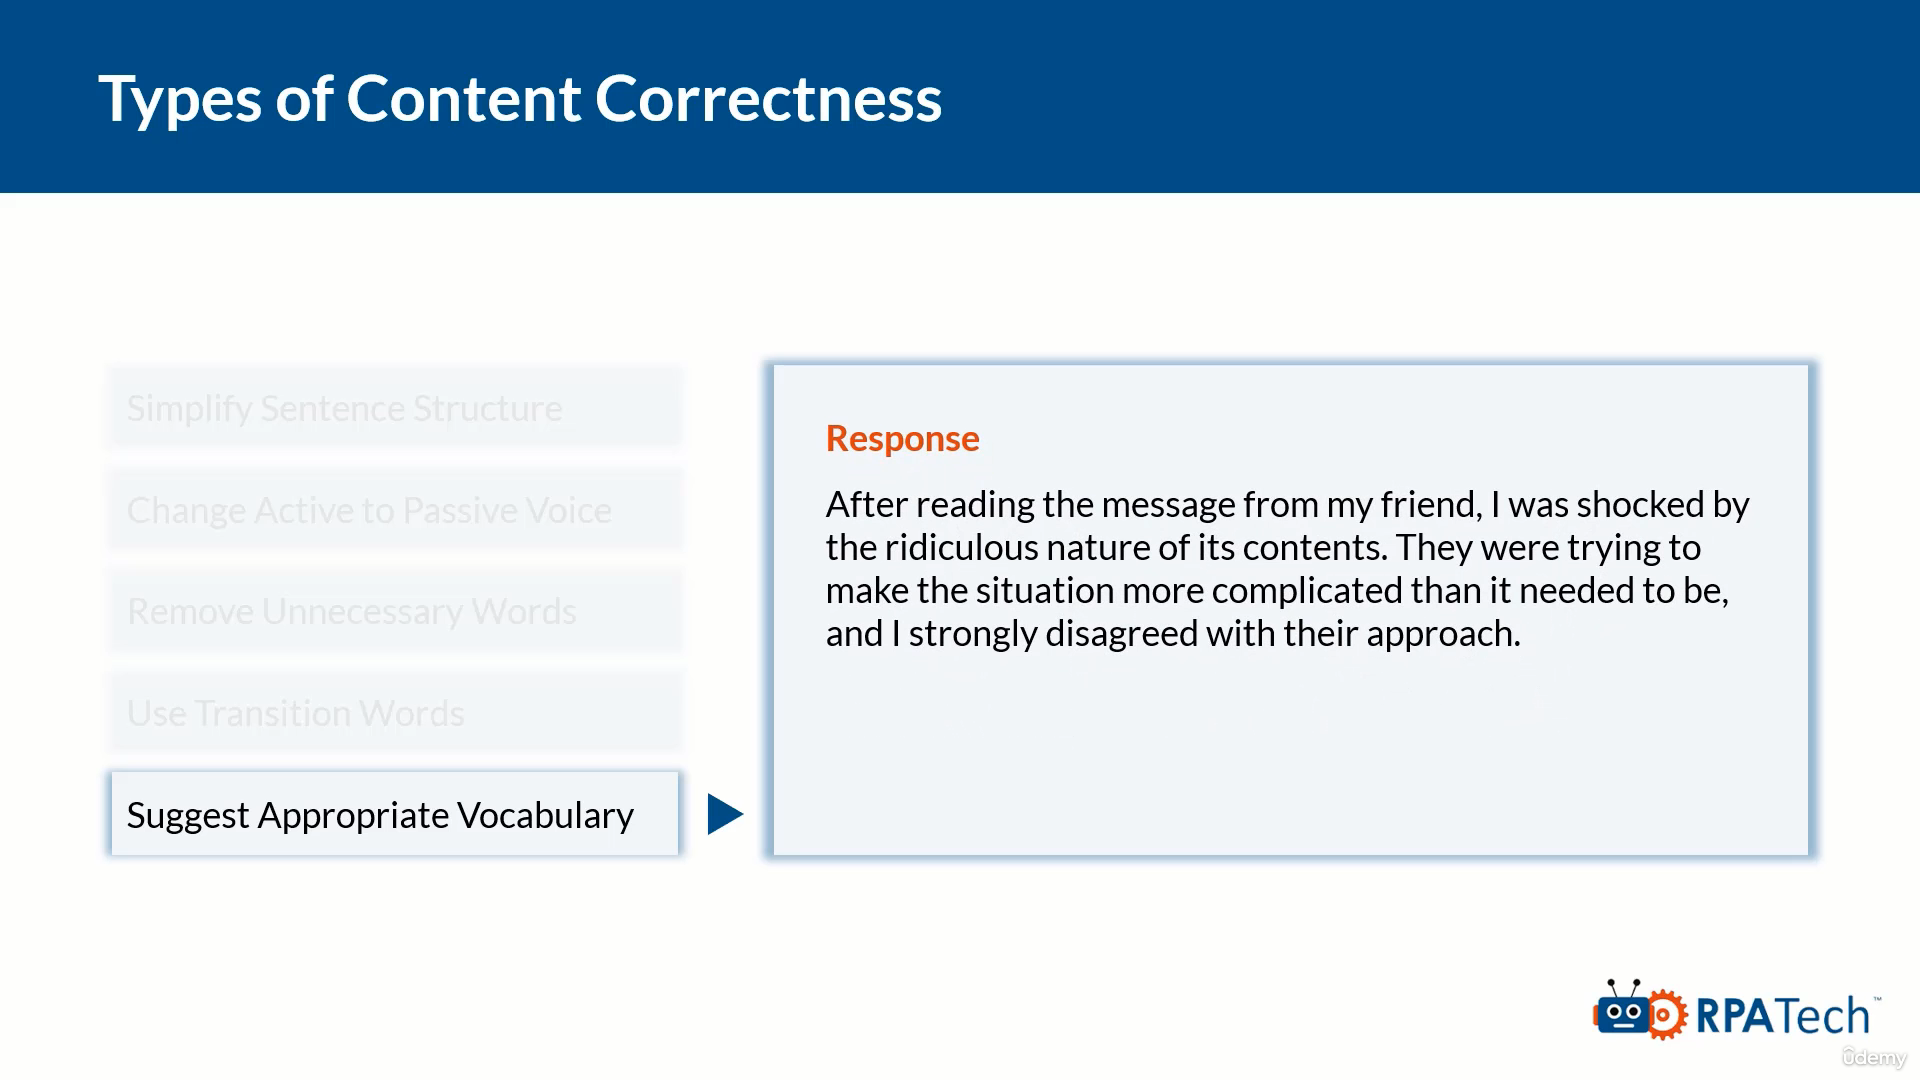 Types of Content Correctness
Simplify Sentence Structure
Change Active to Passive Voice
Remove Unnecessary Words
Use Transition Words
Suggest Appropriate Vocabulary
Response
After reading the message from my friend, I was shocked by
the ridiculous nature of its contents. They were trying to
make the situation more complicated than it needed to be,
and I strongly disagreed with their approach.
RPATech™
ûdemy